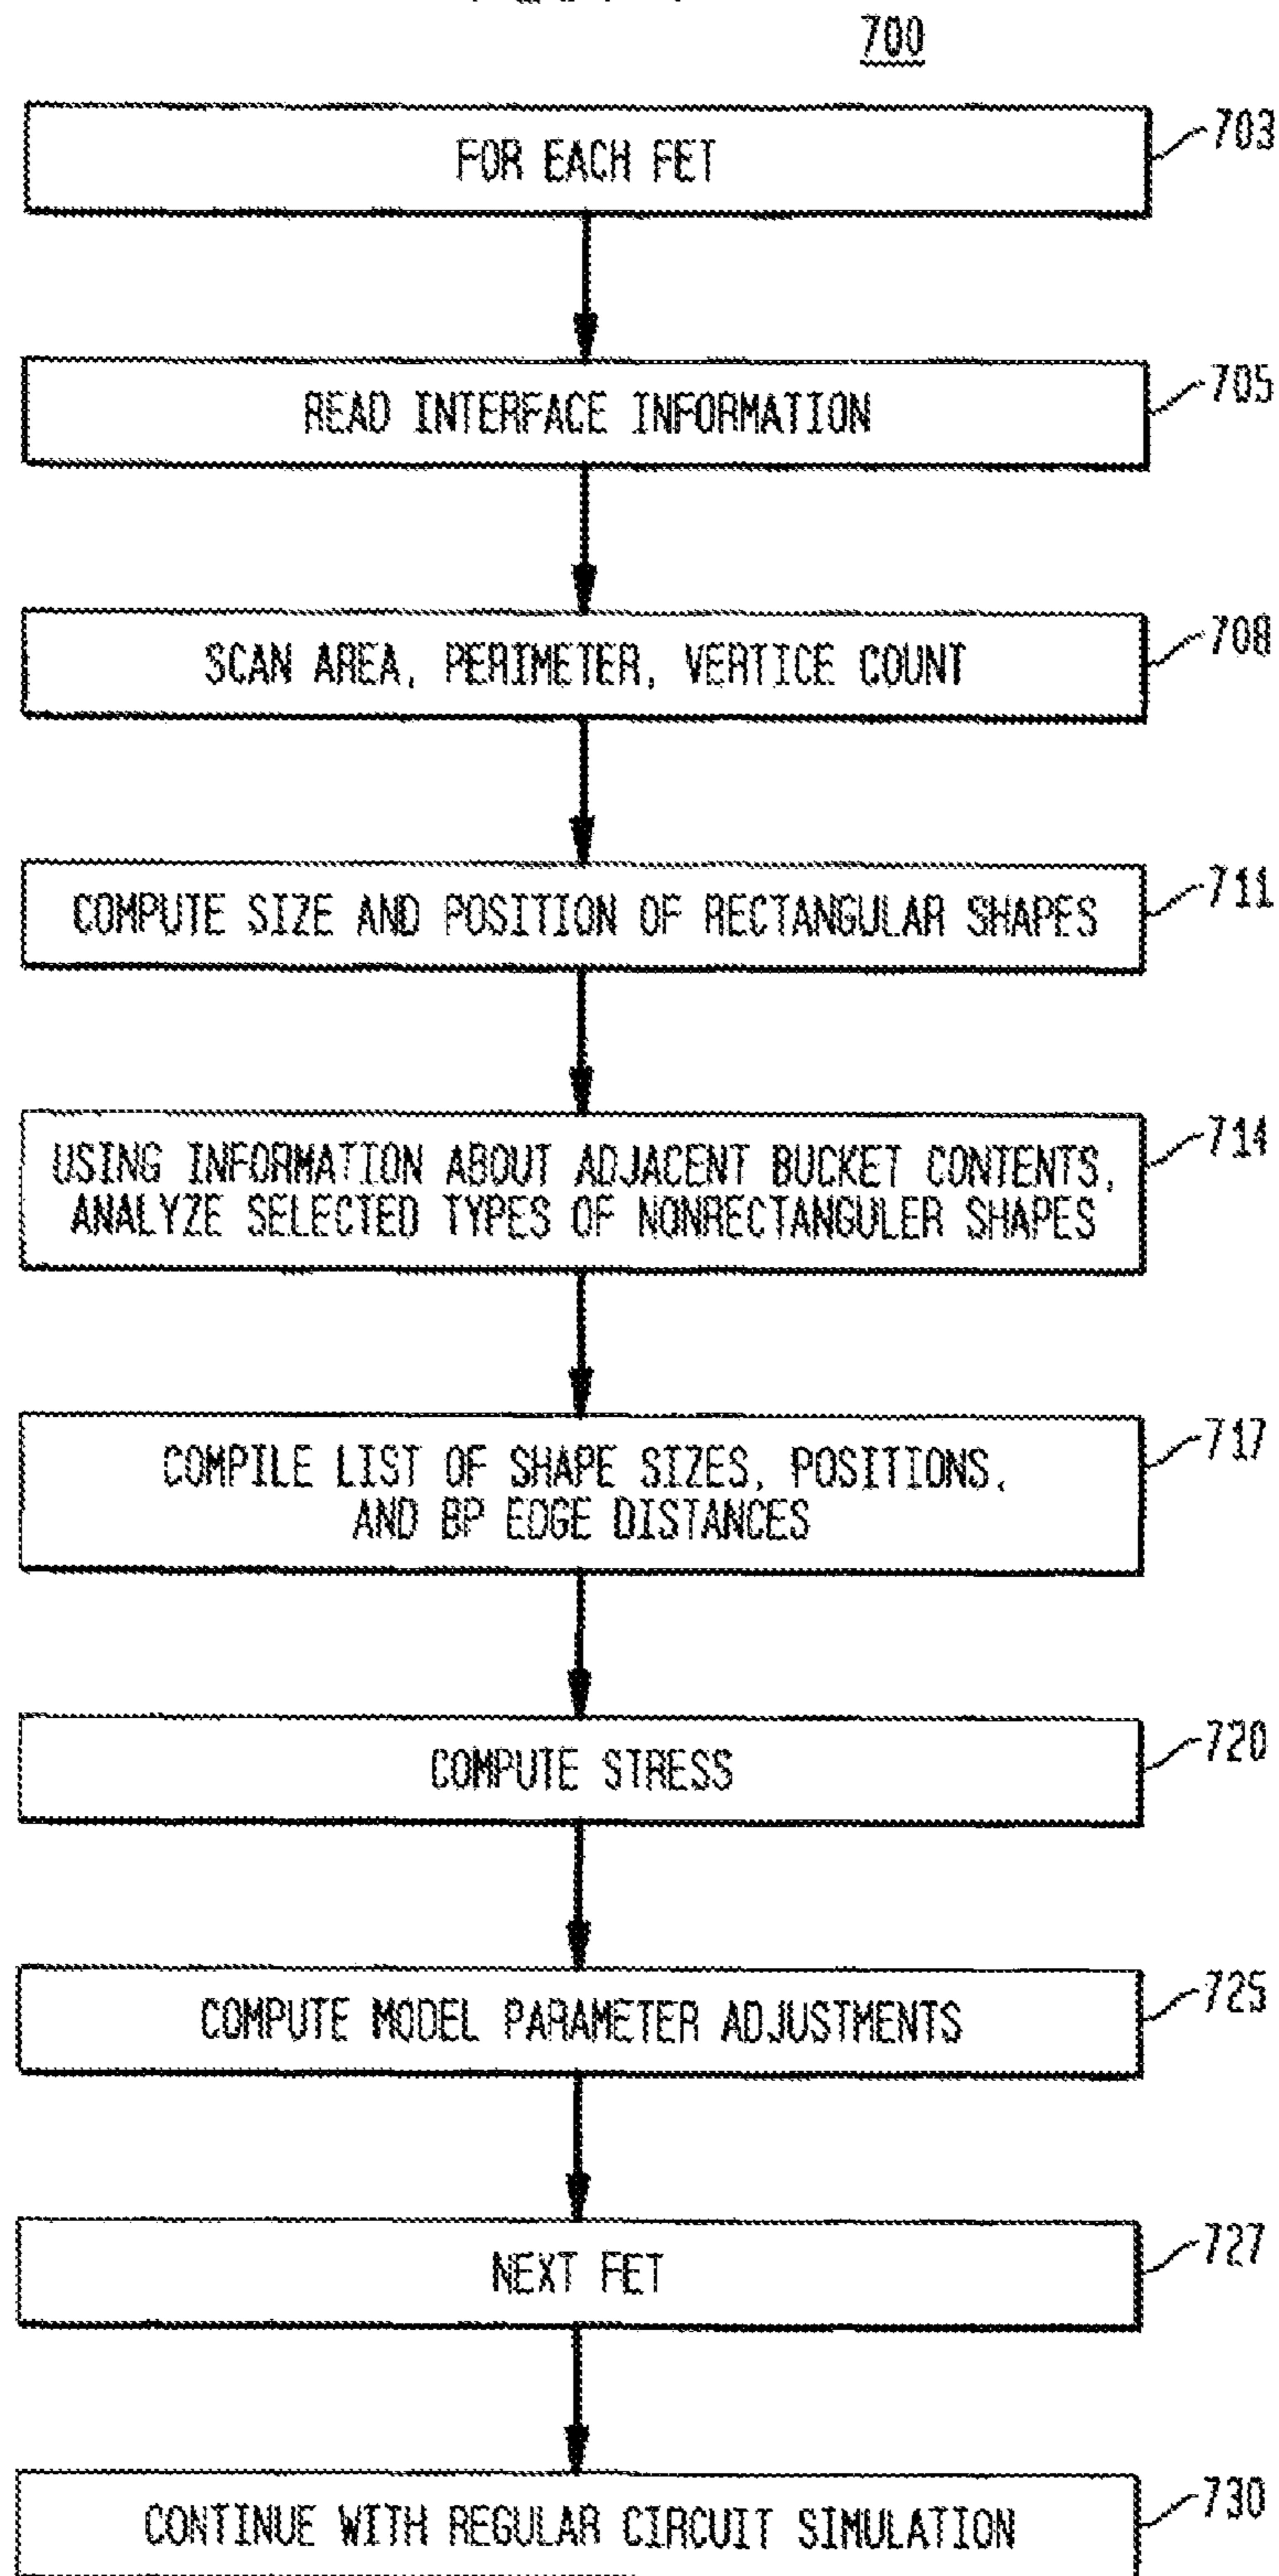 700
FOR EACH FET
703
READ INTERFACE INFORMATION
705
SCAN AREA, PERIMETER, VERTICE COUNT
708
COMPUTE SIZE AND POSITION OF RECTANGULAR SHAPES
711
USING INFORMATION ABOUT ADJACENT BUCKET CONTENTS,
ANALYZE SELECTED TYPES OF NONRECTANGULER SHAPES
714
COMPILE LIST OF SHAPE SIZES, POSITIONS,
AND BP EDGE DISTANCES
717
COMPUTE STRESS
720
COMPUTE MODEL PARAMETER ADJUSTMENTS
725
NEXT FET
727
CONTINUE WITH REGULAR CIRCUIT SIMULATION
730